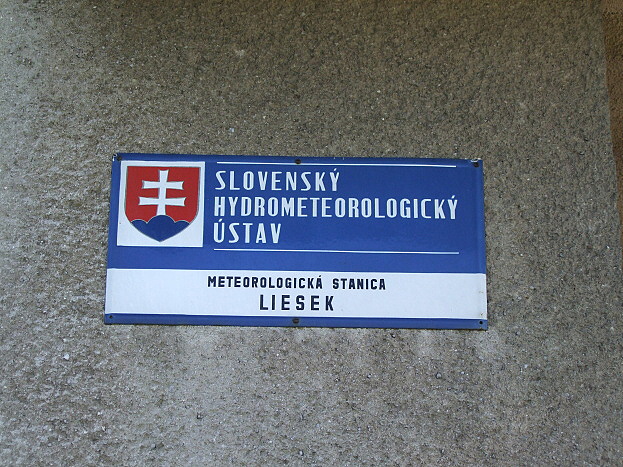 SLOVENSKÝ
HYDROMETEOROLOGICKÝ
ÚSTAV
METEOROLOGICKÁ STANICA
LIESEK